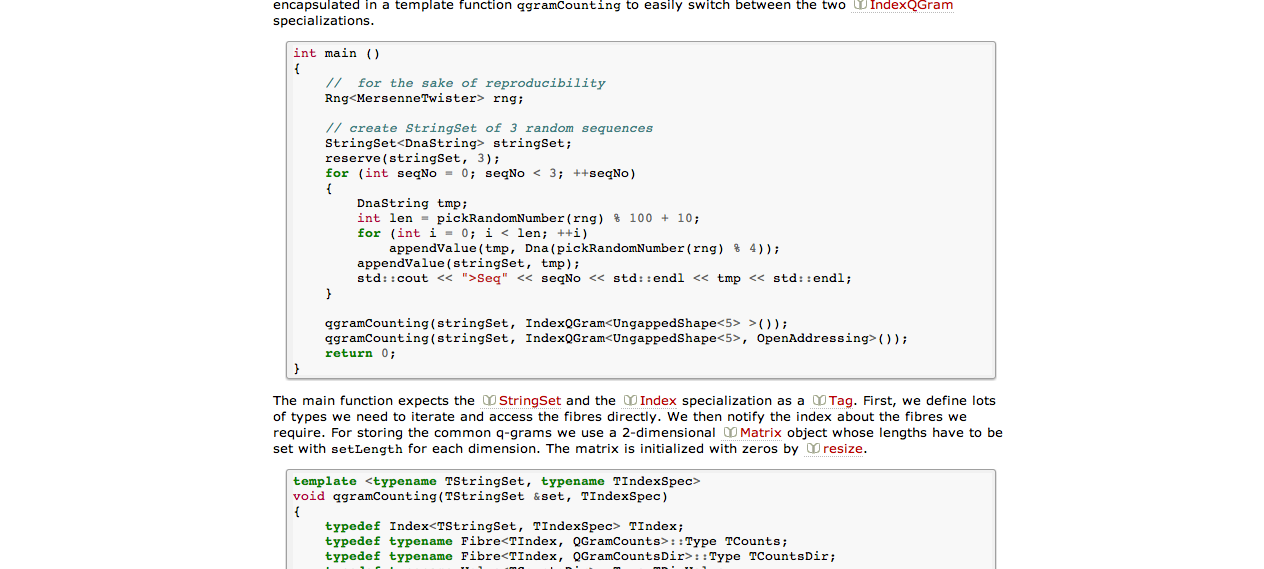 encapsulated in a template function qgramCounting to easily switch between the two IndexQGram
specializations.
int main ()
{
    //  for the sake of reproducibility
    Rng<MersenneTwister> rng;

    // create StringSet of 3 random sequences
    StringSet<DnaString> stringSet;
    reserve(stringSet, 3);
    for (int seqNo = 0; seqNo < 3; ++seqNo)
    {
        DnaString tmp;
        int len = pickRandomNumber(rng) % 100 + 10;
        for (int i = 0; i < len; ++i)
            appendValue(tmp, Dna(pickRandomNumber(rng) % 4));
        appendValue(stringSet, tmp);
        std::cout << ">Seq" << seqNo << std::endl << tmp << std::endl;
    }

    qgramCounting(stringSet, IndexQGram<UngappedShape<5> >());
    qgramCounting(stringSet, IndexQGram<UngappedShape<5>, OpenAddressing>());
    return 0;
}
The main function expects the StringSet and the Index specialization as a Tag. First, we define lots
of types we need to iterate and access the fibres directly. We then notify the index about the fibres we
require. For storing the common q-grams we use a 2-dimensional Matrix object whose lengths have to be
set with setLength for each dimension. The matrix is initialized with zeros by resize.
template <typename TStringSet, typename TIndexSpec>
void qgramCounting(TStringSet &set, TIndexSpec)
{
    typedef Index<TStringSet, TIndexSpec> TIndex;
    typedef typename Fibre<TIndex, QGramCounts>::Type TCounts;
    typedef typename Fibre<TIndex, QGramCountsDir>::Type TCountsDir;